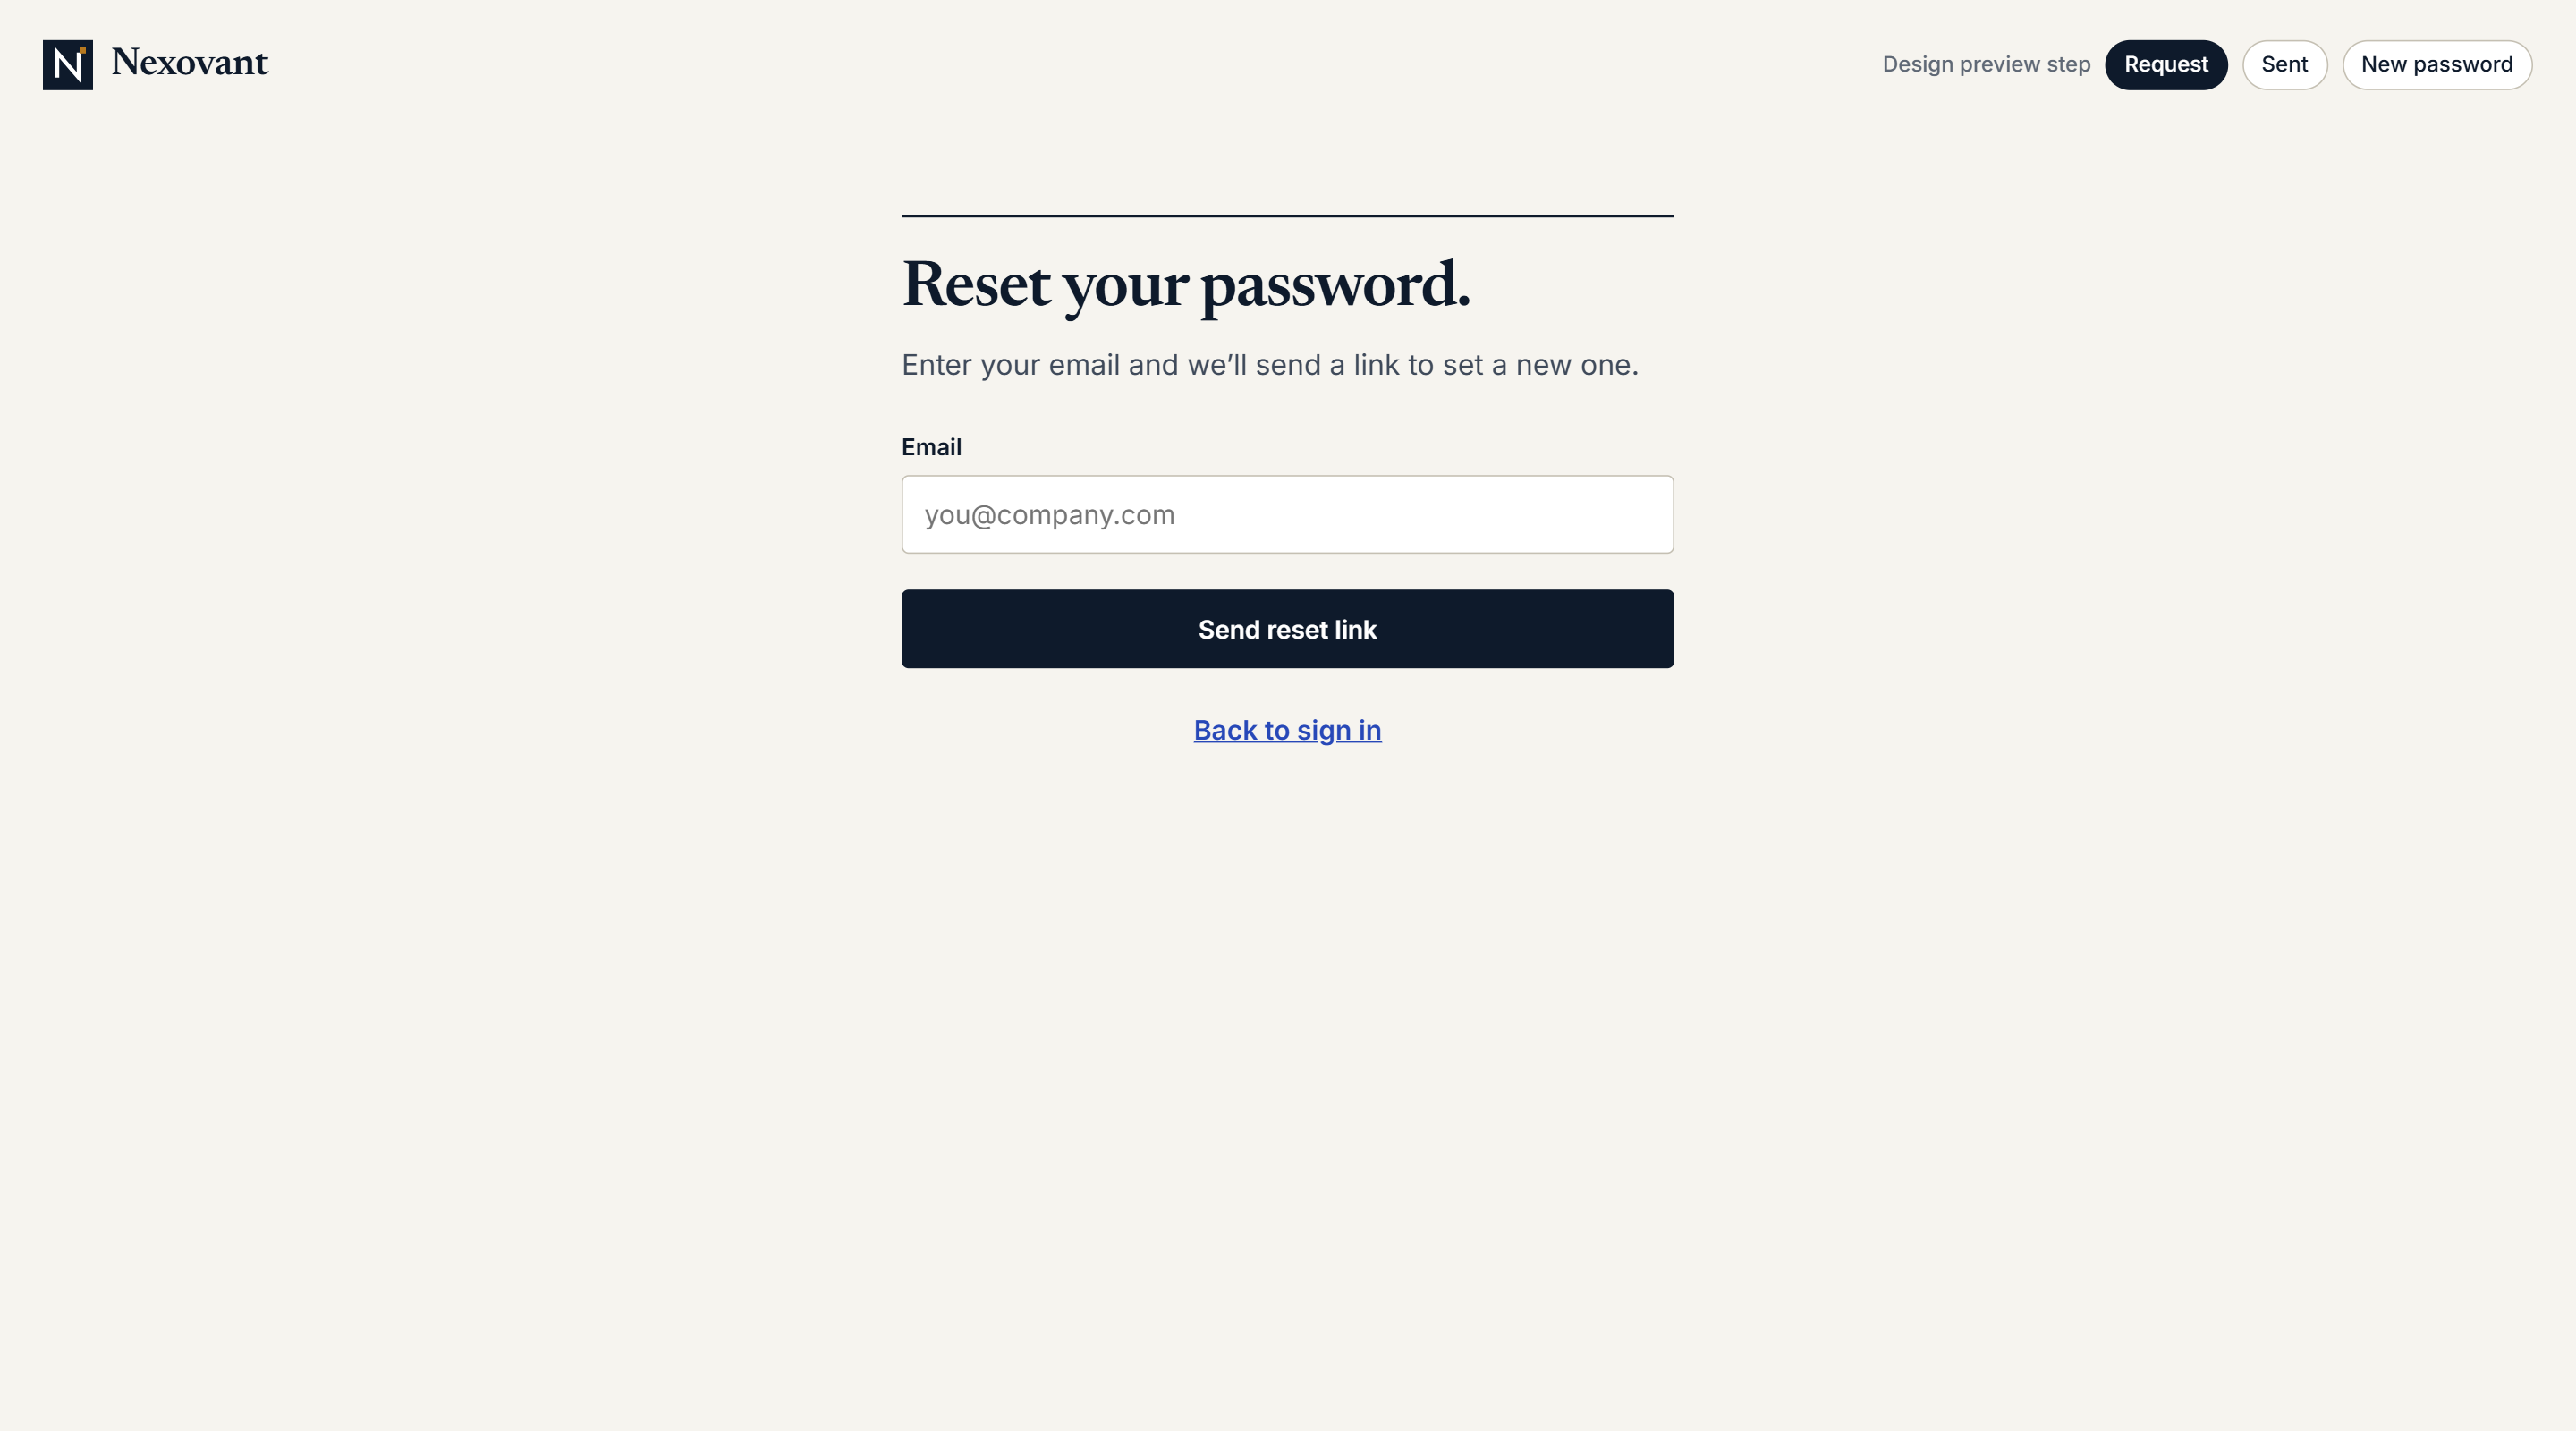 Nexovant
Design preview step
Request
Sent
New password
Reset your password.
Enter your email and we’ll send a link to set a new one.
Email
you@company.com
Send reset link
Back to sign in